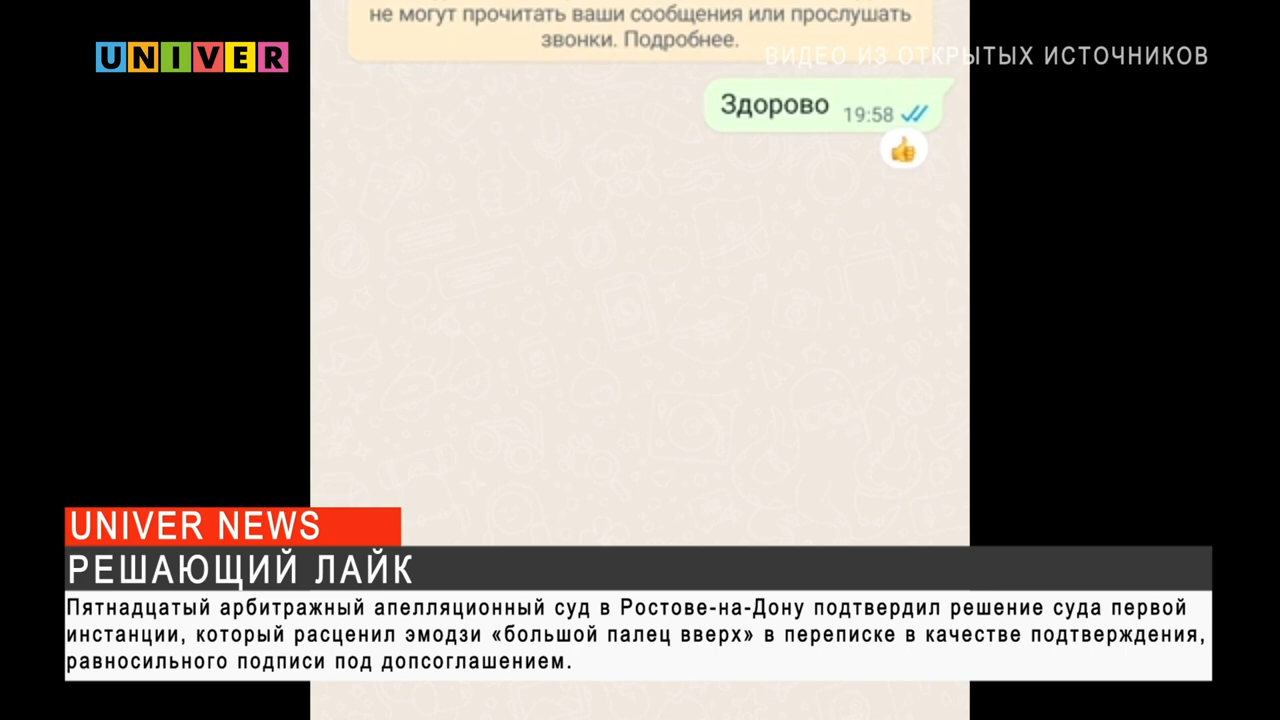 не могут прочитать ваши сообщения или прослушать
звонки. Подробнее.
UNIVER
ВИДЕО ИЗ ОТКРЫТЫХ ИСТОЧНИКОВ
Здорово 19:58
UNIVER NEWS
РЕШАЮЩИЙ ЛАЙК
Пятнадцатый арбитражный апелляционный суд в Ростове-на-Дону подтвердил решение суда первой
инстанции, который расценил эмодзи «большой палец вверх» в переписке в качестве подтверждения,
равносильного подписи под допсоглашением.